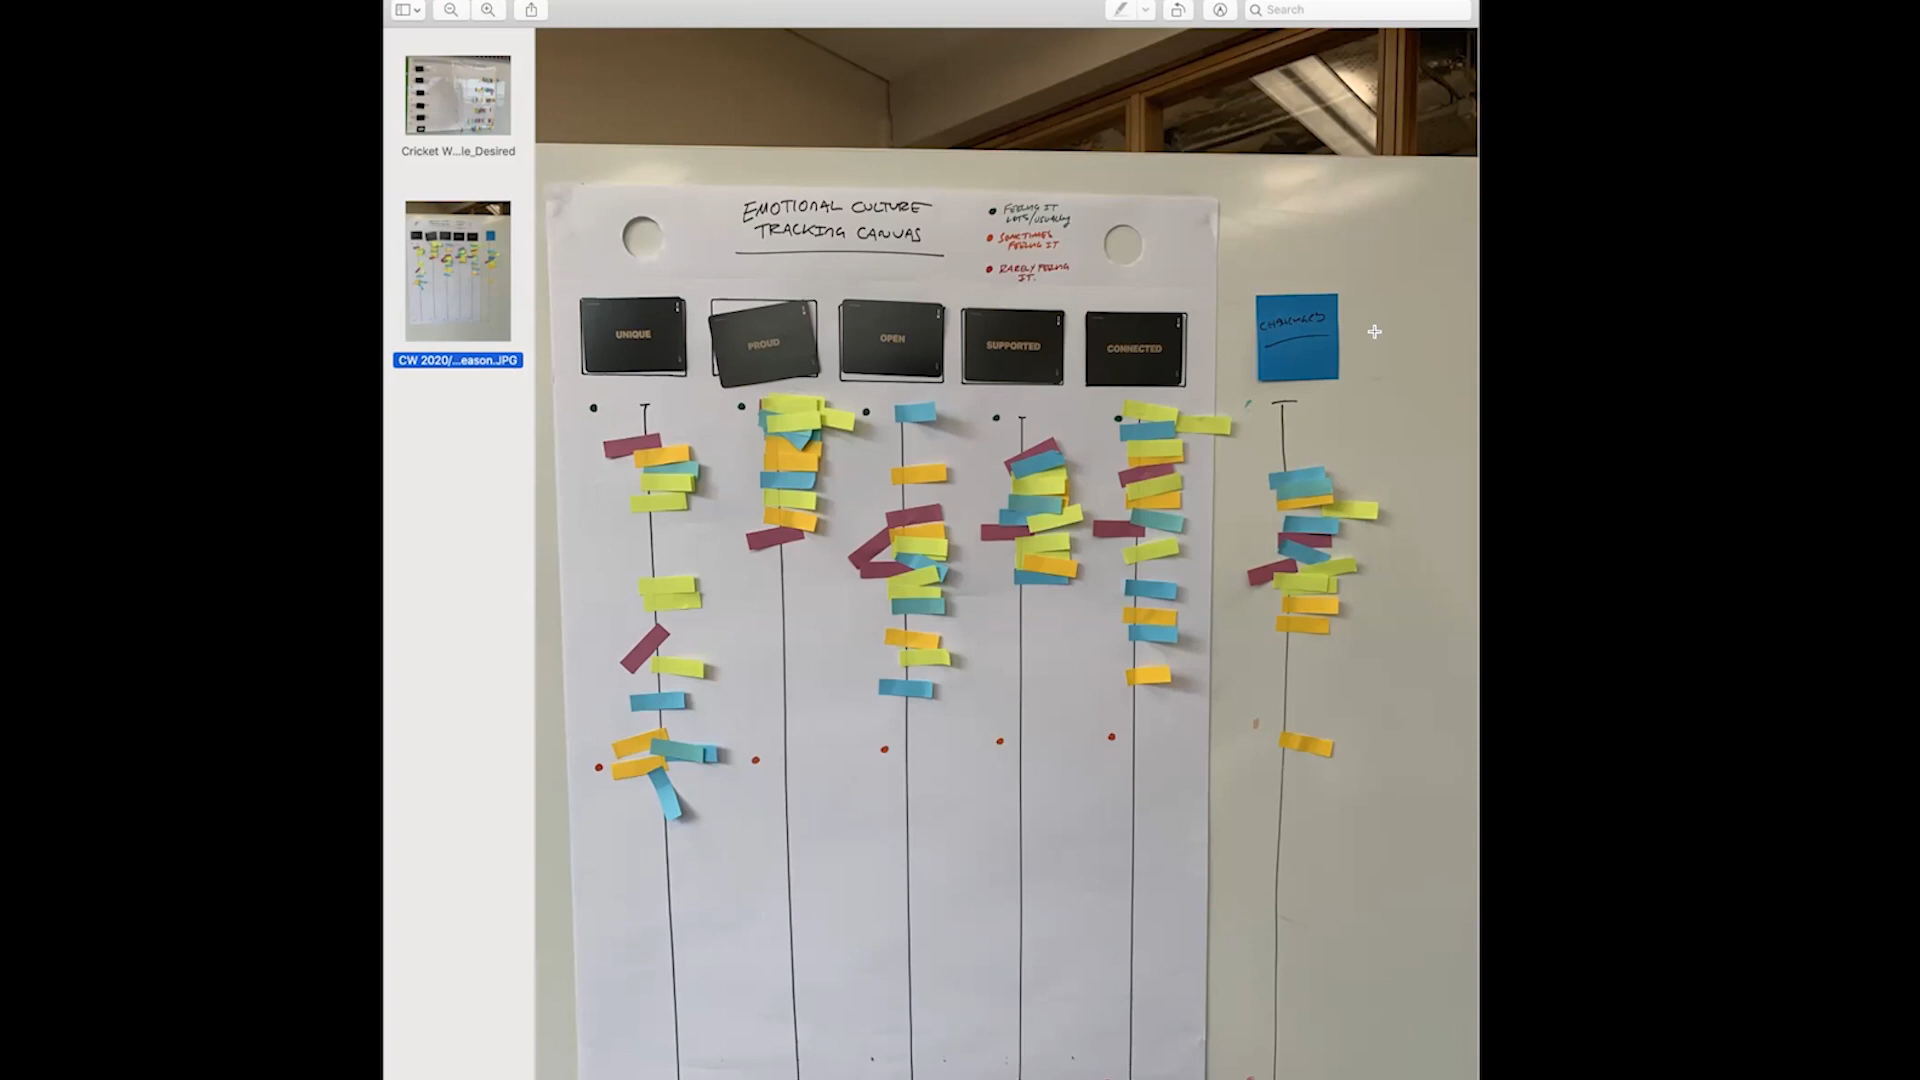 Search
Cricket W...le_Desired
CW 2020/...eason.JPG
EMOTIONAL CULTURE
TRACKING CANVAS
FEELING IT
LOTS/USUALLY
SOMETIMES
FEELING IT
RARELY FEELING
IT.
UNIQUE
PROUD
OPEN
SUPPORTED
CONNECTED
CHALLENGED